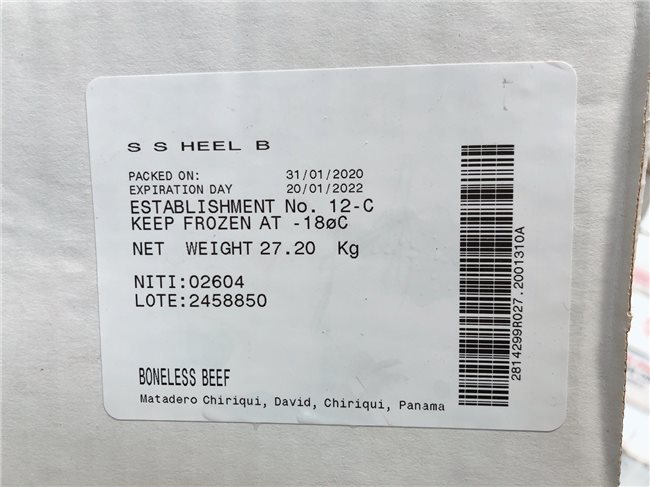 S S HEEL B
PACKED ON: 31/01/2020
EXPIRATION DAY 20/01/2022
ESTABLISHMENT No. 12-C
KEEP FROZEN AT -18øC
NET WEIGHT 27.20 Kg
NITI:02604
LOTE:2458850
BONELESS BEEF
Matadero Chiriqui, David, Chiriqui, Panama
2814299R027.2001310A